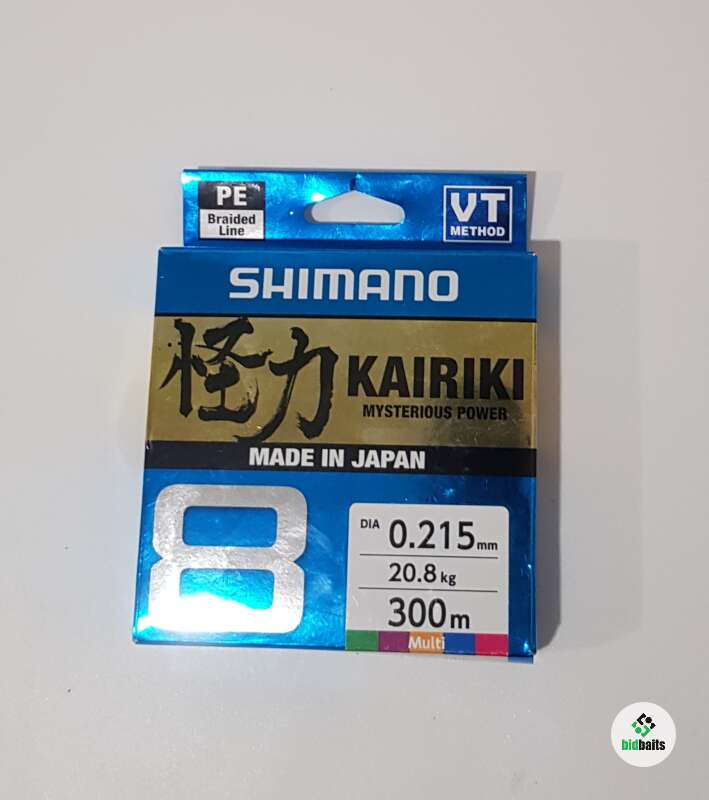 PE
Braided
Line
VT
METHOD
SHIMANO
怪力 KAIRIKI
MYSTERIOUS POWER
MADE IN JAPAN
8
DIA 0.215mm
20.8kg
300m
Multi
bidbaits